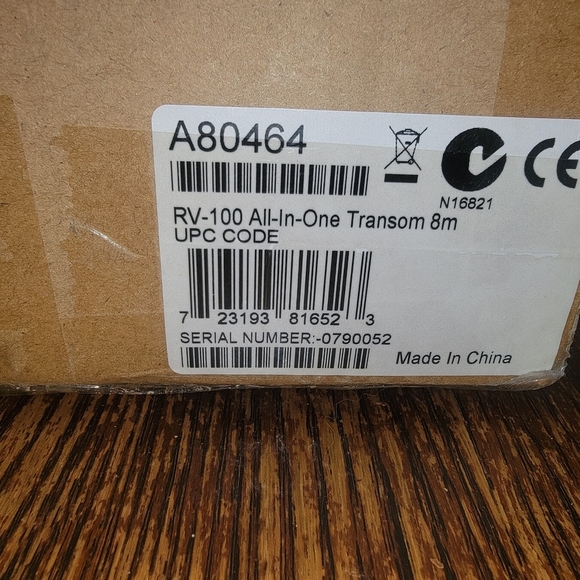 A80464
N16821
CE
RV-100 All-In-One Transom 8m
UPC CODE
7 23193 81652 3
SERIAL NUMBER:-0790052
Made In China